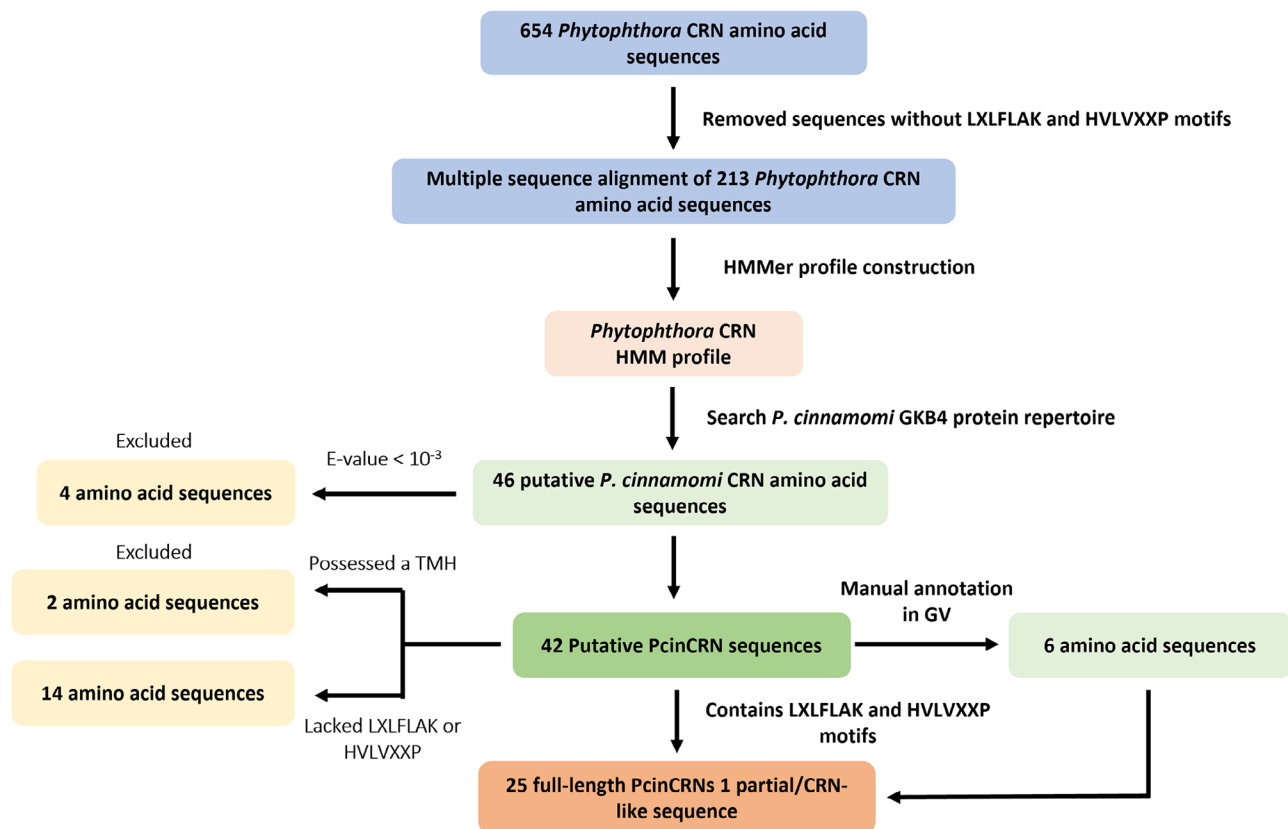 654 Phytophthora CRN amino acid
sequences
Removed sequences without LXLFLAK and HVLVXXP motifs
Multiple sequence alignment of 213 Phytophthora CRN
amino acid sequences
HMMer profile construction
Phytophthora CRN
HMM profile
Search P. cinnamomi GKB4 protein repertoire
Excluded
E-value < 10⁻³
4 amino acid sequences
46 putative P. cinnamomi CRN amino acid
sequences
Excluded
Possessed a TMH
2 amino acid sequences
Manual annotation
in GV
42 Putative PcinCRN sequences
6 amino acid sequences
14 amino acid sequences
Lacked LXLFLAK or
HVLVXXP
Contains LXLFLAK and HVLVXXP
motifs
25 full-length PcinCRNs 1 partial/CRN-
like sequence